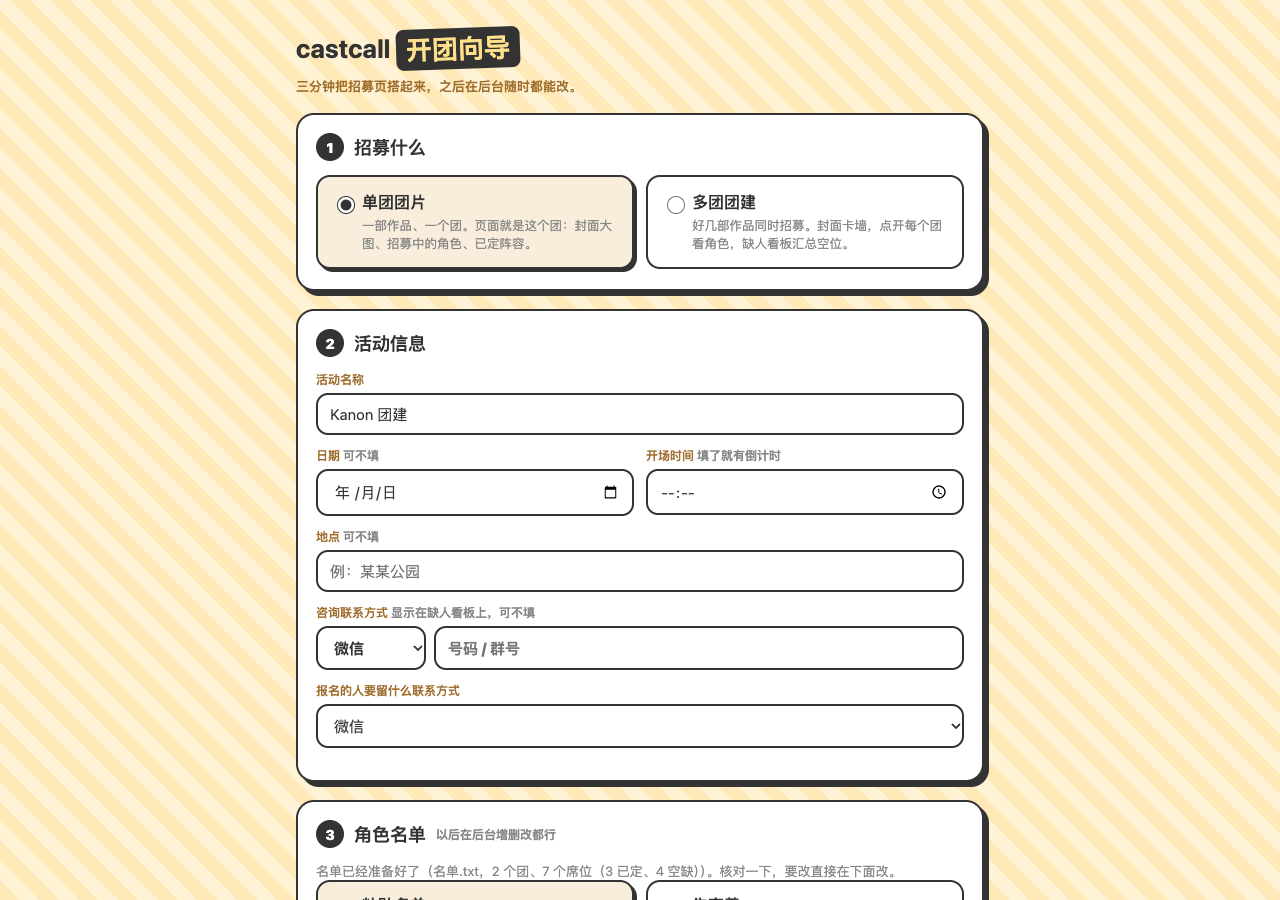 castcall 开团向导
三分钟把招募页搭起来，之后在后台随时都能改。
1 招募什么
单团团片
一部作品、一个团。页面就是这个团：封面大
图、招募中的角色、已定阵容。
多团团建
好几部作品同时招募。封面卡墙，点开每个团
看角色，缺人看板汇总空位。
2 活动信息
活动名称
Kanon 团建
日期 可不填
年 /月/日
开场时间 填了就有倒计时
--:--
地点 可不填
例：某某公园
咨询联系方式 显示在缺人看板上，可不填
微信
号码 / 群号
报名的人要留什么联系方式
微信
3 角色名单 以后在后台增删改都行
名单已经准备好了（名单.txt，2 个团、7 个席位（3 已定、4 空缺））。核对一下，要改直接在下面改。